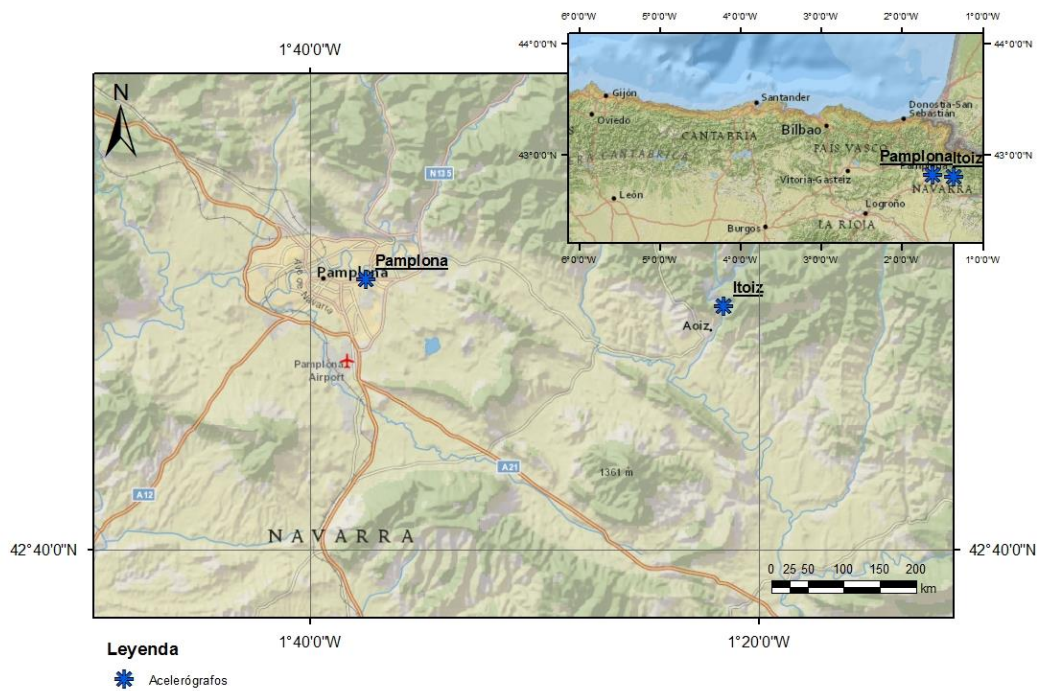 6°0'0"W 5°0'0"W 4°0'0"W 3°0'0"W 2°0'0"W 1°0'0"W
1°40'0"W
44°0'0"N
44°0'0"N
Gijón
Santander
Donostia-San
Sebastián
Oviedo
Bilbao
CANTABRIA
PAÍS VASCO
RA CANTABRICA
43°0'0"N
43°0'0"N
Pamplona
Itoiz
Vitoria-Gasteiz
NAVARRA
León
Logroño
Burgos
LA RIOJA
6°0'0"W 5°0'0"W 4°0'0"W 3°0'0"W 2°0'0"W 1°0'0"W
N
N135
Pamplona
Pamplona
Itoiz
Aoiz
Pamplona
Airport
A21
1361 m
A12
NAVARRA
42°40'0"N
42°40'0"N
0 25 50 100 150 200
km
1°40'0"W
1°20'0"W
Leyenda
Acelerógrafos